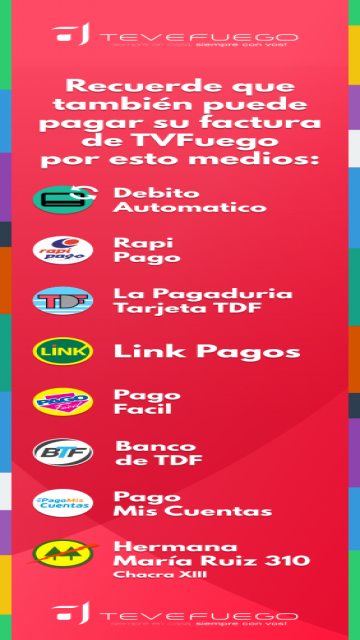 TEVEFUEGO
siempre en casa, siempre con vos!
Recuerde que
también puede
pagar su factura
de TVFuego
por esto medios:
Debito
Automatico
rapi
pago
Rapi
Pago
TDF
La Pagaduria
Tarjeta TDF
LINK
Link Pagos
PAGO
fácil
Pago
Facil
BTF
Banco
de TDF
PagoMis
Cuentas
Pago
Mis Cuentas
Hermana
María Ruiz 310
Chacra XIII
TEVEFUEGO
siempre en casa, siempre con vos!